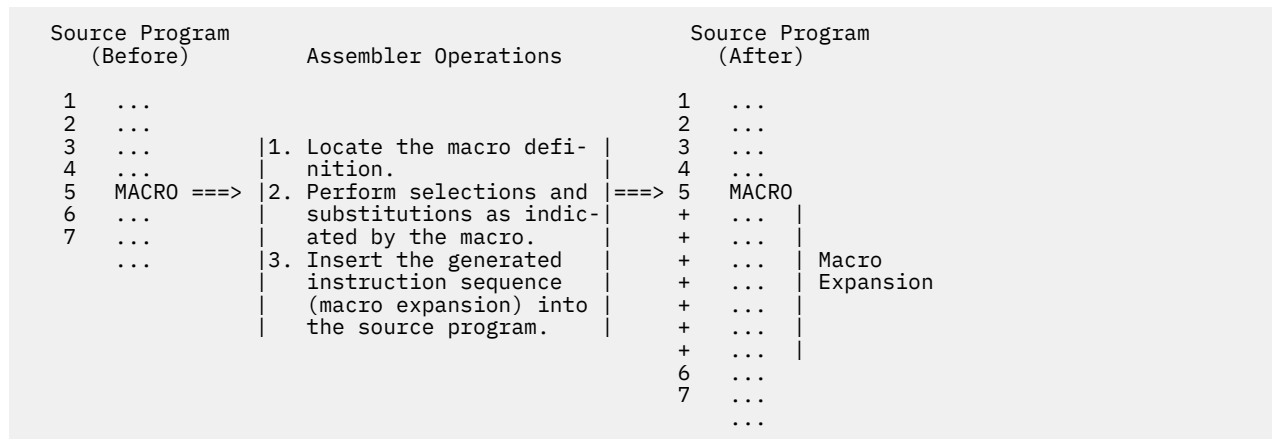 Source Program                                        Source Program
   (Before)          Assembler Operations                (After)
1   ...                                               1   ...
2   ...                                               2   ...
3   ...          |1. Locate the macro defi- |         3   ...
4   ...          |   nition.                |         4   ...
5   MACRO ===> |2. Perform selections and |===> 5   MACRO
6   ...          |   substitutions as indic-|         +   ...  |
7   ...          |   ated by the macro.     |         +   ...  |
    ...          |3. Insert the generated   |         +   ...  | Macro
                 |   instruction sequence   |         +   ...  | Expansion
                 |   (macro expansion) into |         +   ...  |
                 |   the source program.    |         +   ...  |
                                                      +   ...  |
                                                      6   ...
                                                      7   ...
                                                          ...